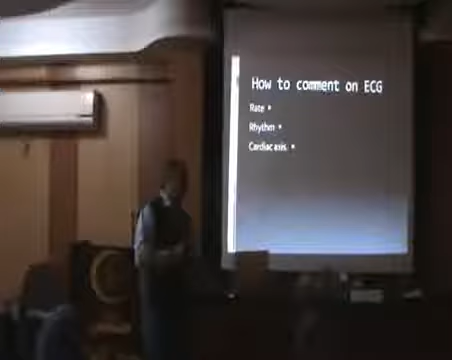 How to comment on ECG
Rate •
Rhythm •
Cardiac axis. •